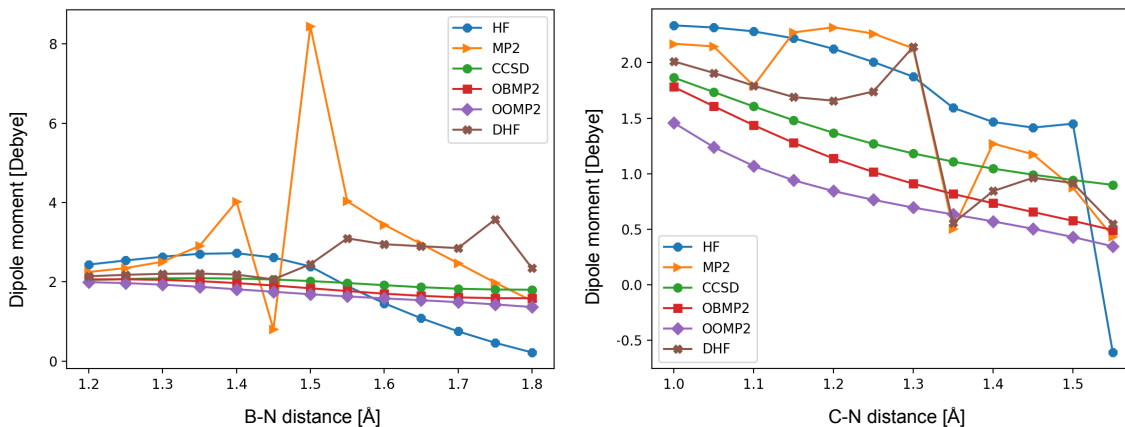 Dipole moment [Debye]
8
6
4
2
0
HF
MP2
CCSD
OBMP2
OOMP2
DHF
1.2
1.3
1.4
1.5
1.6
1.7
1.8
B-N distance [Å]
Dipole moment [Debye]
2.0
1.5
1.0
0.5
0.0
-0.5
HF
MP2
CCSD
OBMP2
OOMP2
DHF
1.0
1.1
1.2
1.3
1.4
1.5
C-N distance [Å]